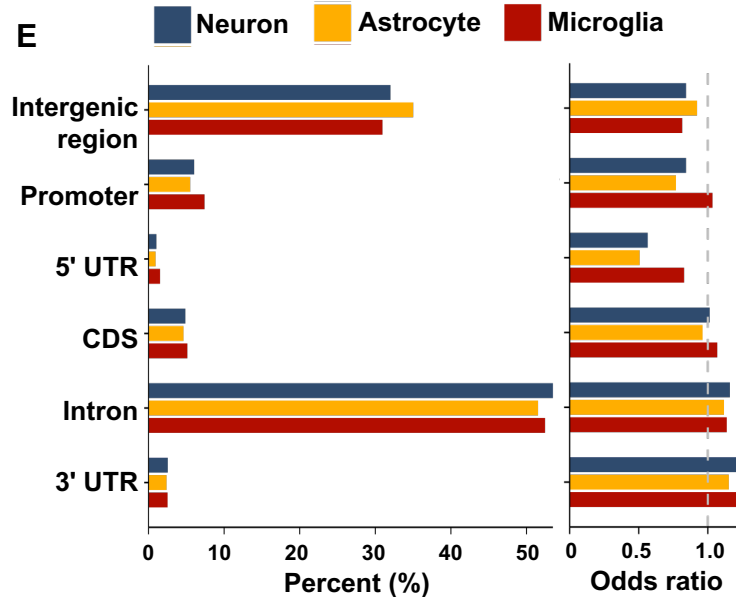 E
Neuron Astrocyte Microglia
Intergenic
region
Promoter
5' UTR
CDS
Intron
3' UTR
0 10 20 30 40 50
Percent (%)
0 0.5 1.0
Odds ratio